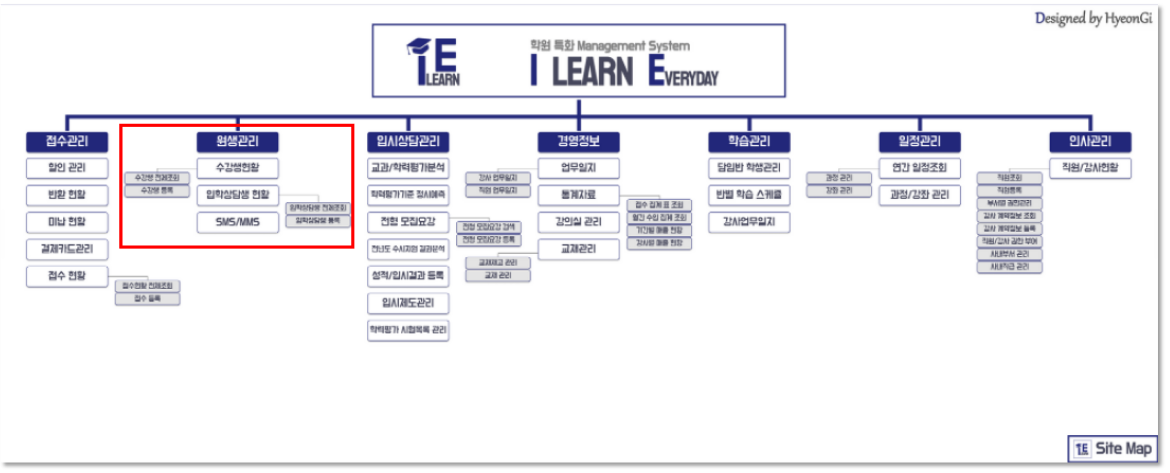 Designed by HyeonGi
IE
iLEARN
학원 특화 Management System
I LEARN EVERYDAY
접수관리
할인 관리
반환 현황
미납 현황
결제카드관리
접수 현황
접수현황 전체조회
접수 등록
원생관리
수강생현황
수강생 전체조회
수강생 등록
입학상담생 현황
입학상담생 전체조회
입학상담생 등록
SMS/MMS
입시상담관리
교과/학력평가분석
학력평가기준 정시예측
전형 모집요강
전형 모집요강 검색
전형 모집요강 등록
전년도 수시지원 결과분석
성적/입시결과 등록
입시제도관리
학력평가 시험목록 관리
경영정보
업무일지
강사 업무일지
직원 업무일지
통계자료
접수 집계 표 조회
월간 수입 집계 조회
기간별 매출 현황
강사별 매출 현황
강의실 관리
교재관리
교재재고 관리
교재 관리
학습관리
담임반 학생관리
반별 학습 스케줄
강사업무일지
일정관리
연간 일정조회
과정/강좌 관리
과정 관리
강좌 관리
인사관리
직원/강사현황
직원조회
직원등록
부서별 권한관리
강사 계약정보 조회
강사 계약정보 등록
직원/강사 권한 부여
사내부서 관리
사내직급 관리
IE Site Map